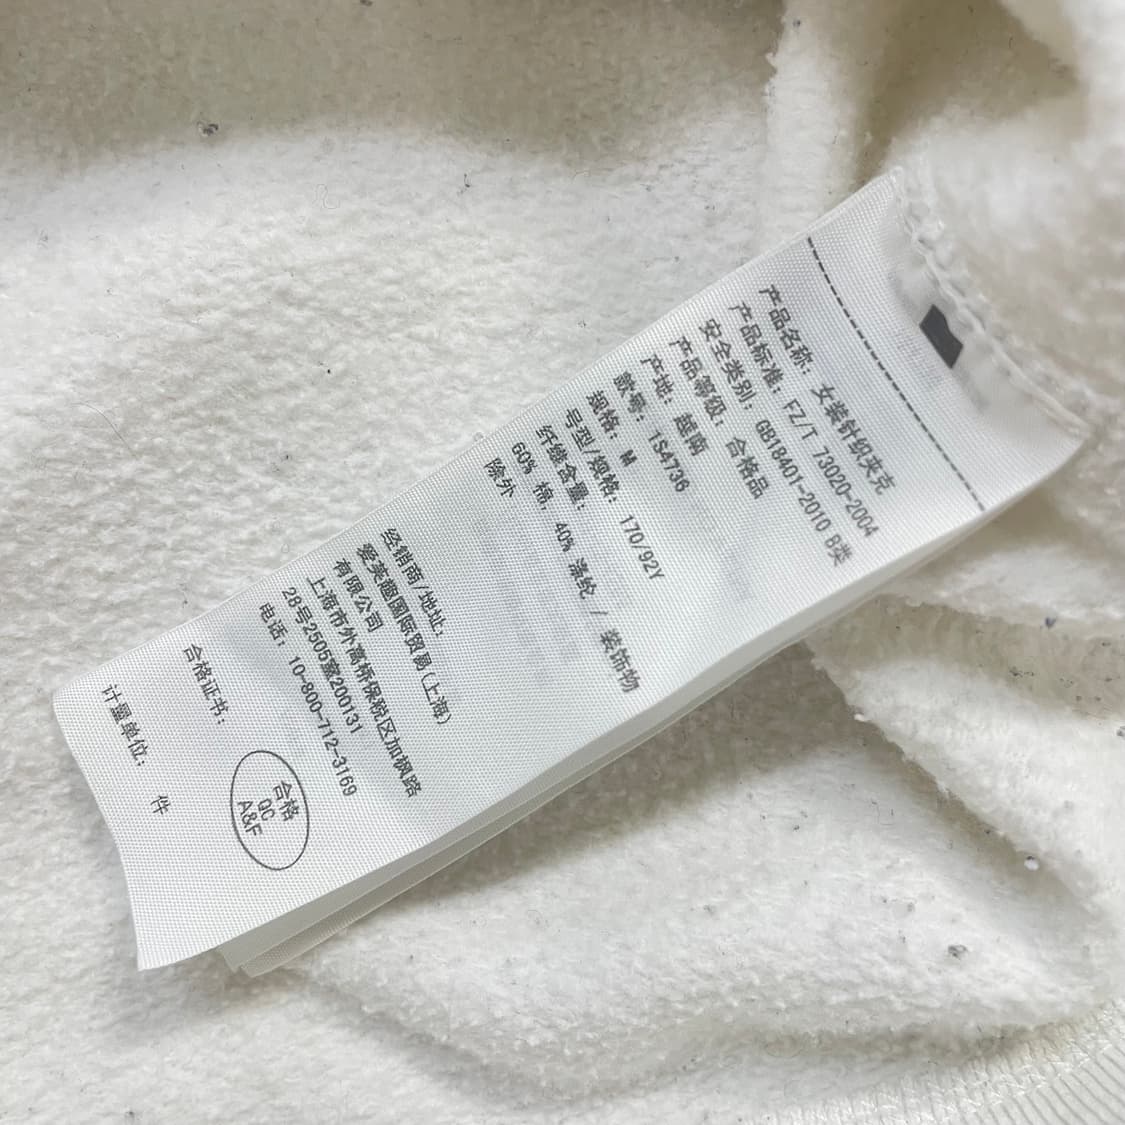 产品名称: 女装针织夹克
产品标准: FZ/T 73020-2004
安全类别: GB18401-2010 B类
产品等级: 合格品
产地: 越南
款号: 1S4736
规格: M
号型/规格: 170/92Y
纤维含量:
60% 棉, 40% 涤纶 / 装饰物
除外
经销商/地址:
爱芙趣国际贸易(上海)
有限公司
上海市外高桥保税区加枫路
28号2505室200131
电话: 10-800-712-3169
合格证书:
合格
QC
A&F
计量单位: 件